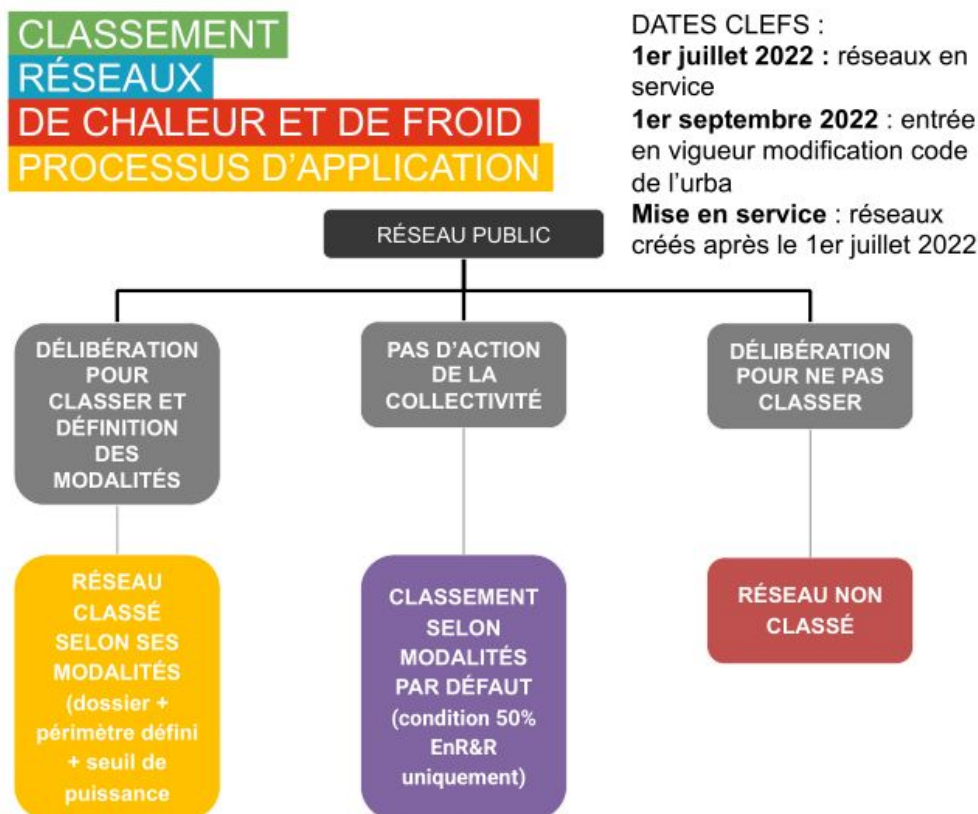 CLASSEMENT
RÉSEAUX
DE CHALEUR ET DE FROID
PROCESSUS D'APPLICATION
DATES CLEFS :
1er juillet 2022 : réseaux en
service
1er septembre 2022 : entrée
en vigueur modification code
de l'urba
Mise en service : réseaux
créés après le 1er juillet 2022
RÉSEAU PUBLIC
DÉLIBÉRATION
POUR
CLASSER ET
DÉFINITION
DES
MODALITÉS
PAS D'ACTION
DE LA
COLLECTIVITÉ
DÉLIBÉRATION
POUR NE PAS
CLASSER
RÉSEAU
CLASSÉ
SELON SES
MODALITÉS
(dossier +
périmètre défini
+ seuil de
puissance
CLASSEMENT
SELON
MODALITÉS
PAR DÉFAUT
(condition 50%
EnR&R
uniquement)
RÉSEAU NON
CLASSÉ